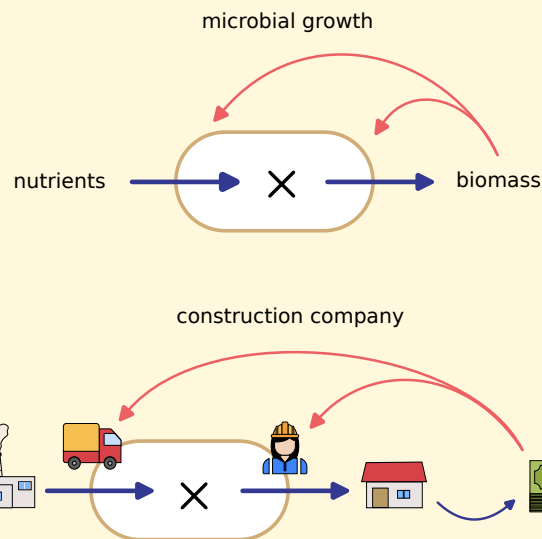 microbial growth
nutrients
biomass
construction company